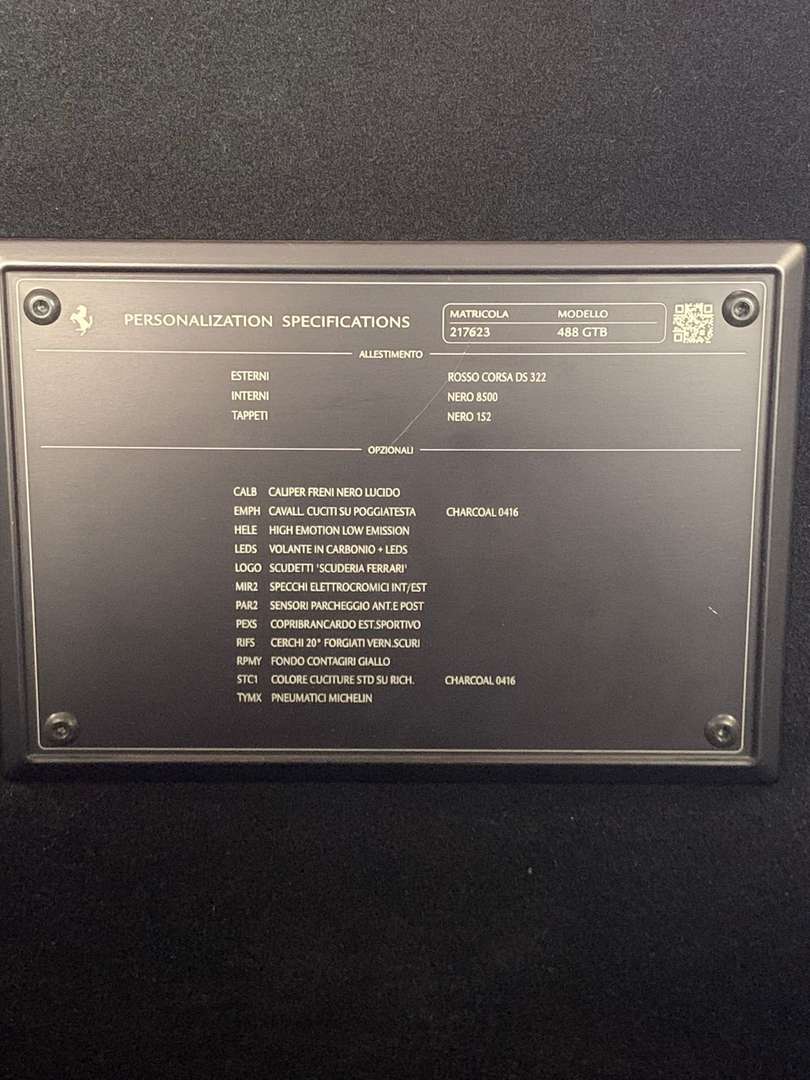 PERSONALIZATION SPECIFICATIONS
MATRICOLA MODELLO
217623 488 GTB
ALLESTIMENTO
ESTERNI ROSSO CORSA DS 322
INTERNI NERO 8500
TAPPETI NERO 152
OPZIONALI
CALB CALIPER FRENI NERO LUCIDO
EMPH CAVALL. CUCITI SU POGGIATESTA CHARCOAL 0416
HELE HIGH EMOTION LOW EMISSION
LEDS VOLANTE IN CARBONIO + LEDS
LOGO SCUDETTI 'SCUDERIA FERRARI'
MIR2 SPECCHI ELETTROCROMICI INT/EST
PAR2 SENSORI PARCHEGGIO ANT.E POST
PEXS COPRIBRANCARDO EST.SPORTIVO
RIFS CERCHI 20" FORGIATI VERN.SCURI
RPMY FONDO CONTAGIRI GIALLO
STC1 COLORE CUCITURE STD SU RICH. CHARCOAL 0416
TYMX PNEUMATICI MICHELIN